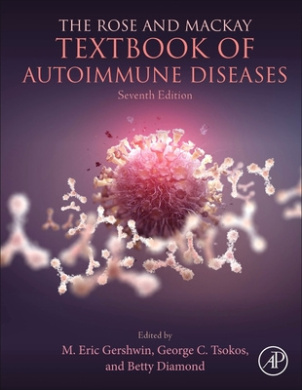 THE ROSE AND MACKAY
TEXTBOOK OF
AUTOIMMUNE DISEASES
Seventh Edition
Edited by
M. Eric Gershwin, George C. Tsokos,
and Betty Diamond
AP